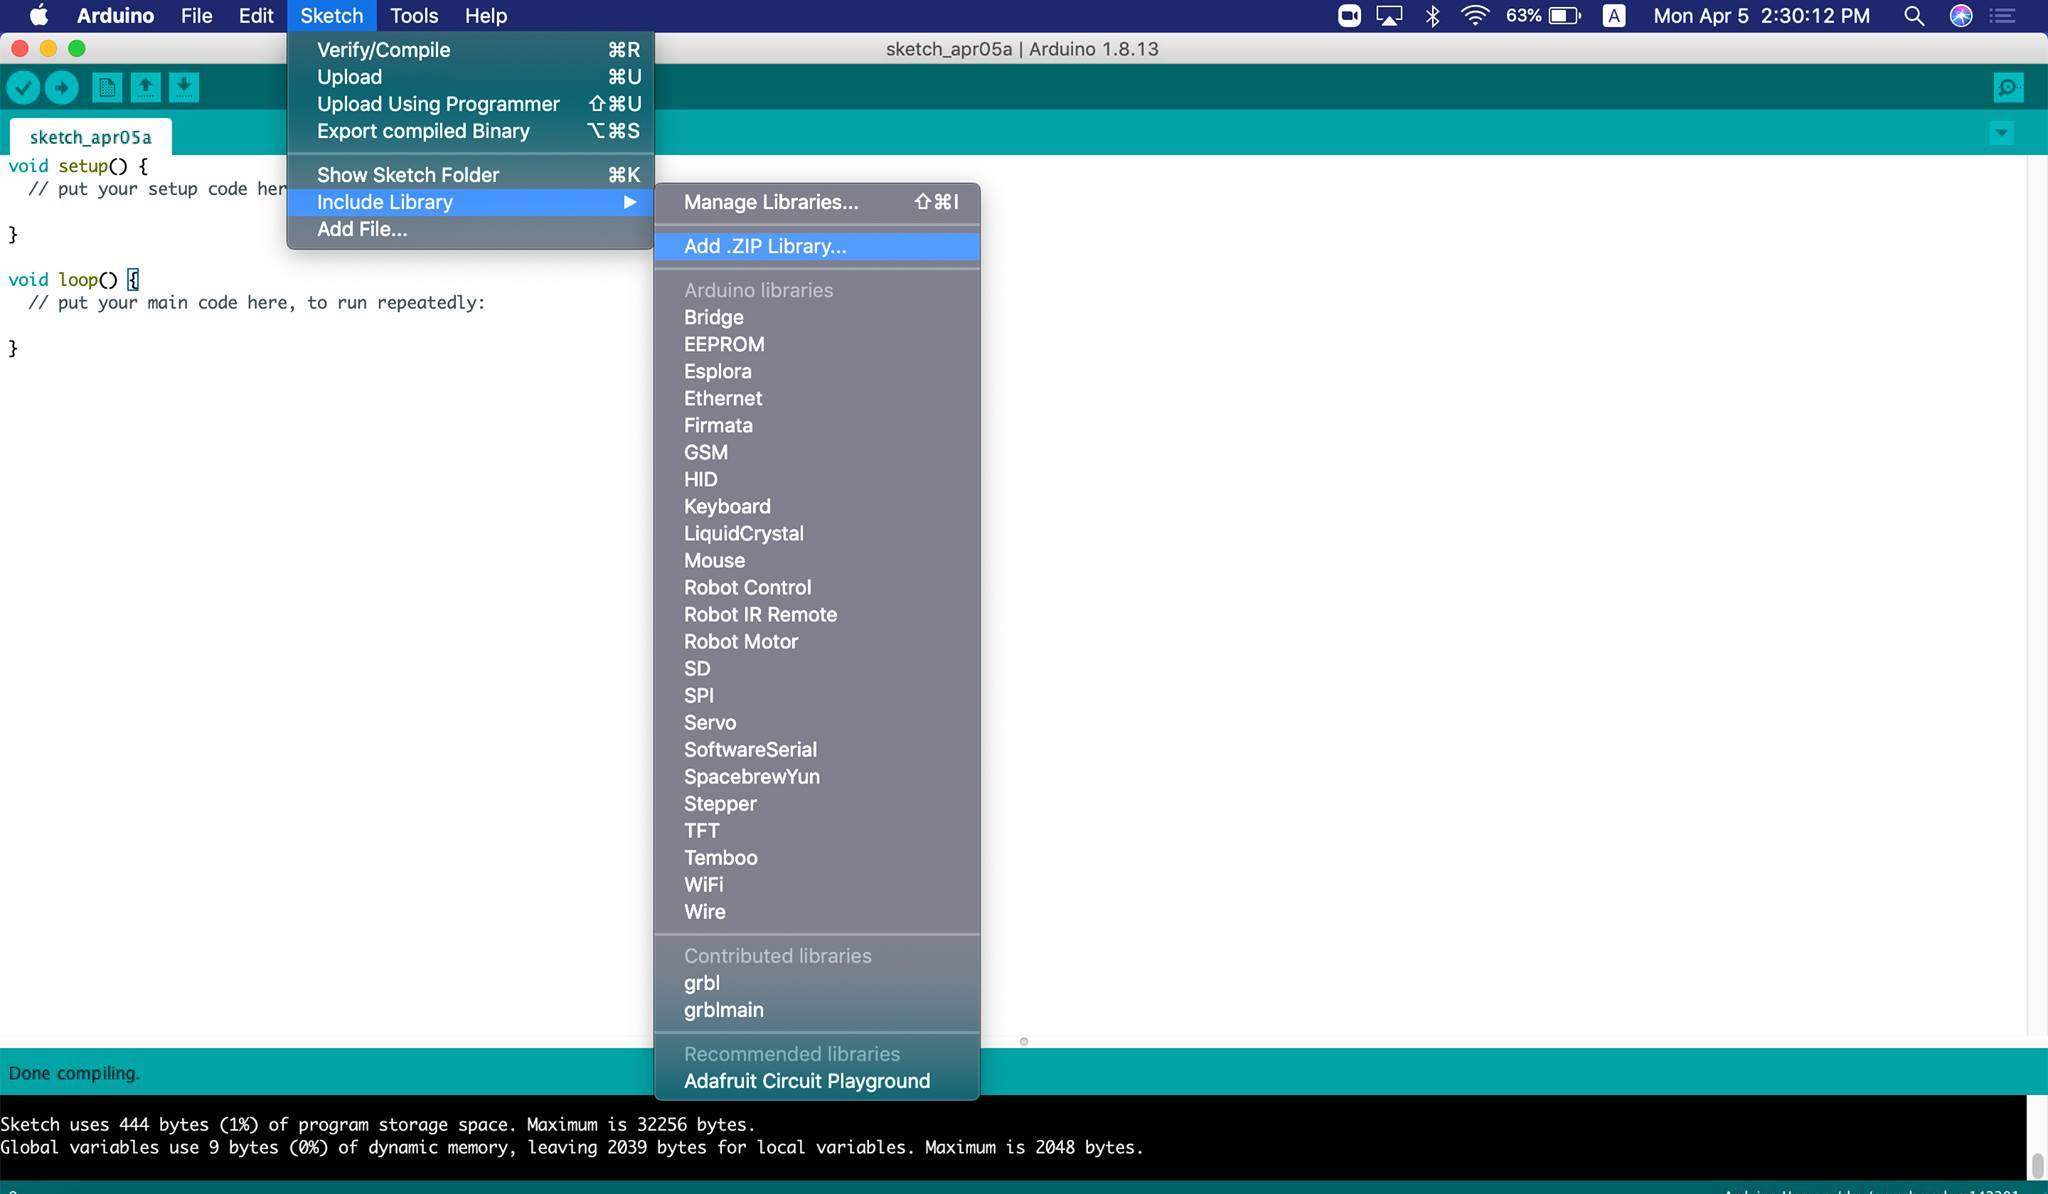 Arduino File Edit Sketch Tools Help 63% A Mon Apr 5 2:30:12 PM
sketch_apr05a | Arduino 1.8.13
Verify/Compile ⌘R
Upload ⌘U
Upload Using Programmer ⇧⌘U
Export compiled Binary ⌥⌘S
Show Sketch Folder ⌘K
Include Library ▶
Add File...
Manage Libraries... ⇧⌘I
Add .ZIP Library...
Arduino libraries
Bridge
EEPROM
Esplora
Ethernet
Firmata
GSM
HID
Keyboard
LiquidCrystal
Mouse
Robot Control
Robot IR Remote
Robot Motor
SD
SPI
Servo
SoftwareSerial
SpacebrewYun
Stepper
TFT
Temboo
WiFi
Wire
Contributed libraries
grbl
grblmain
Recommended libraries
Adafruit Circuit Playground
sketch_apr05a
void setup() {
// put your setup code
}
void loop() {
// put your main code here, to run repeatedly:
}
Done compiling.
Sketch uses 444 bytes (1%) of program storage space. Maximum is 32256 bytes.
Global variables use 9 bytes (0%) of dynamic memory, leaving 2039 bytes for local variables. Maximum is 2048 bytes.